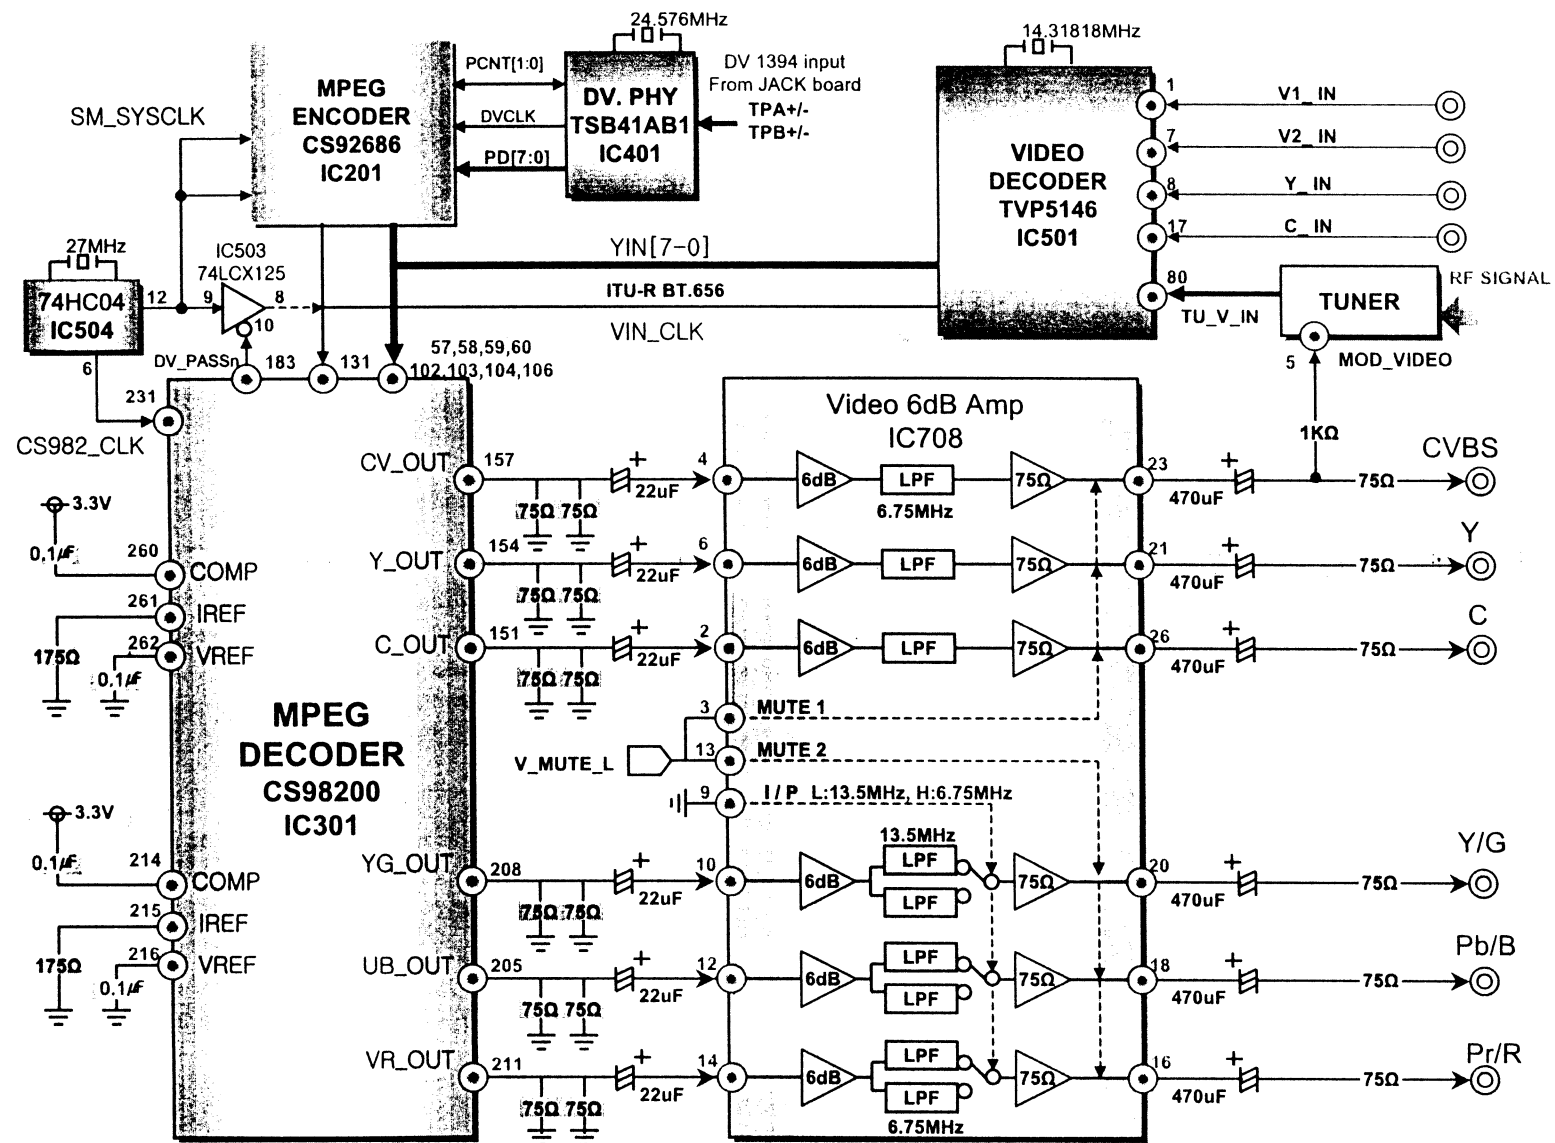 24.576MHz
14.31818MHz
MPEG
ENCODER
CS92686
IC201
PCNT[1:0]
DVCLK
PD[7:0]
DV. PHY
TSB41AB1
IC401
DV 1394 input
From JACK board
TPA+/-
TPB+/-
VIDEO
DECODER
TVP5146
IC501
1
V1_ IN
7
V2_ IN
8
Y_ IN
17
C_ IN
80
TU_V_IN
TUNER
RF SIGNAL
5
MOD_VIDEO
SM_SYSCLK
27MHz
74HC04
IC504
12
6
IC503
74LCX125
9
8
10
YIN[7-0]
ITU-R BT.656
VIN_CLK
DV_PASSn
183
131
57,58,59,60
102,103,104,106
231
CS982_CLK
3.3V
0.1µF
260
COMP
261
IREF
175Ω
262
VREF
0.1µF
MPEG
DECODER
CS98200
IC301
3.3V
0.1µF
214
COMP
215
IREF
175Ω
216
VREF
0.1µF
Video 6dB Amp
IC708
1KΩ
CV_OUT
157
75Ω 75Ω
+
22uF
4
6dB
LPF
6.75MHz
75Ω
23
+
470uF
75Ω
CVBS
Y_OUT
154
75Ω 75Ω
+
22uF
6
6dB
LPF
75Ω
21
+
470uF
75Ω
Y
C_OUT
151
75Ω 75Ω
+
22uF
2
6dB
LPF
75Ω
26
+
470uF
75Ω
C
3
MUTE 1
V_MUTE_L
13
MUTE 2
9
I / P L:13.5MHz, H:6.75MHz
YG_OUT
208
75Ω 75Ω
+
22uF
10
6dB
13.5MHz
LPF
LPF
75Ω
20
+
470uF
75Ω
Y/G
UB_OUT
205
75Ω 75Ω
+
22uF
12
6dB
LPF
LPF
75Ω
18
+
470uF
75Ω
Pb/B
VR_OUT
211
75Ω 75Ω
+
22uF
14
6dB
LPF
LPF
6.75MHz
75Ω
16
+
470uF
75Ω
Pr/R